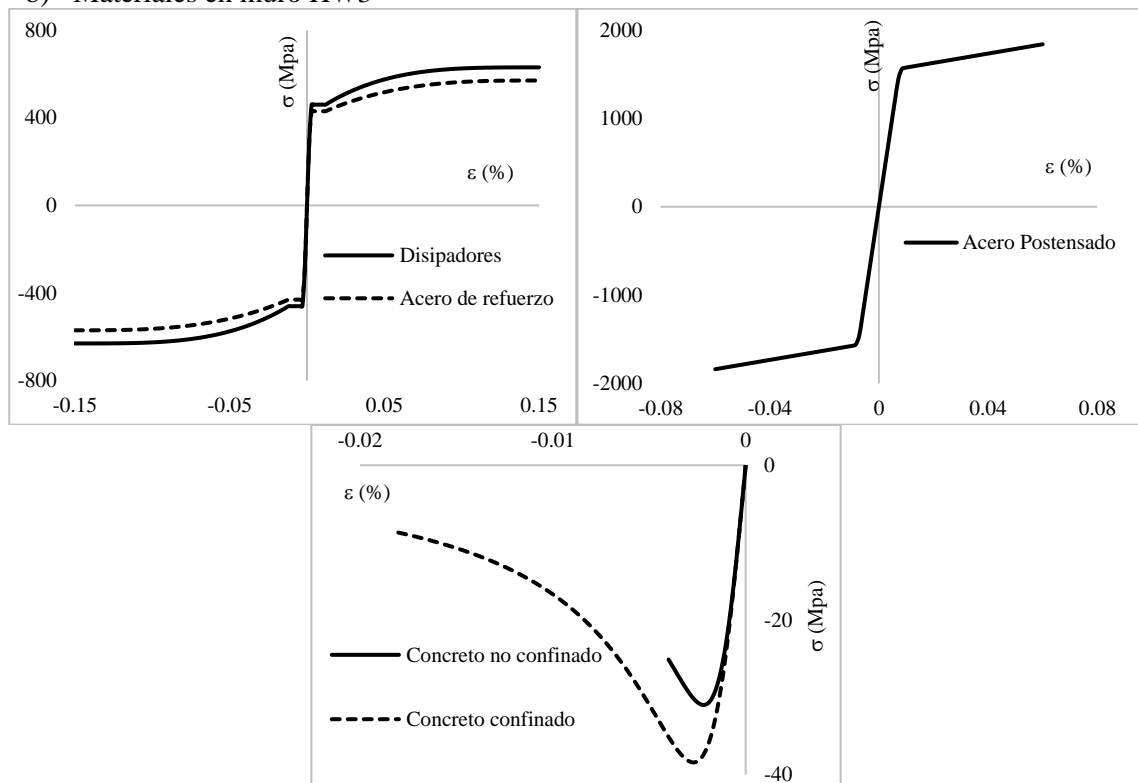 b) Materiales en muro HW3
800
400
0
-400
-800
σ (Mpa)
ε (%)
Disipadores
Acero de refuerzo
-0.15
-0.05
0.05
0.15
2000
1000
0
-1000
-2000
σ (Mpa)
ε (%)
Acero Postensado
-0.08
-0.04
0
0.04
0.08
-0.02
-0.01
0
0
-20
-40
ε (%)
σ (Mpa)
Concreto no confinado
Concreto confinado